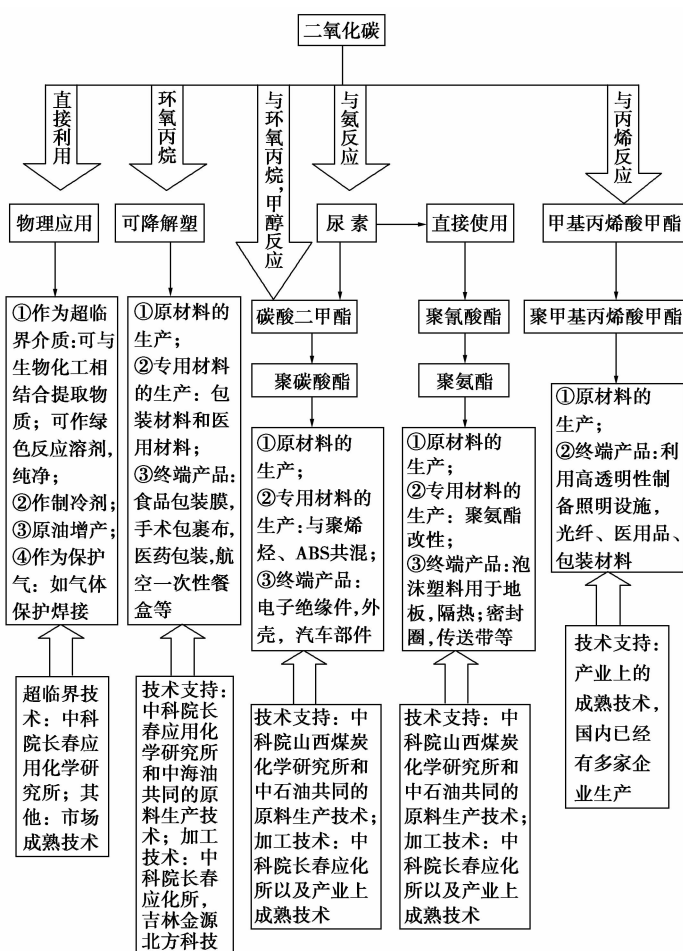 二氧化碳
直接利用
环氧丙烷
与环氧丙烷,甲醇反应
与氨反应
与丙烯反应
物理应用
可降解塑
尿素
直接使用
甲基丙烯酸甲酯
碳酸二甲酯
聚氰酸酯
聚甲基丙烯酸甲酯
聚碳酸酯
聚氨酯
①作为超临
界介质:可与
生物化工相
结合提取物
质；可作绿
色反应溶剂,
纯净;
②作制冷剂;
③原油增产;
④作为保护
气：如气体
保护焊接
①原材料的
生产;
②专用材料
的生产：包
装材料和医
用材料;
③终端产品:
食品包装膜,
手术包裹布,
医药包装,航
空一次性餐
盒等
①原材料的
生产;
②专用材料的
生产:与聚烯
烃、ABS共混;
③终端产品:
电子绝缘件,外
壳，汽车部件
①原材料的
生产;
②专用材料的
生产：聚氨酯
改性;
③终端产品:泡
沫塑料用于地
板,隔热;密封
圈,传送带等
①原材料的
生产;
②终端产品:利
用高透明性制
备照明设施,
光纤、医用品、
包装材料
超临界技
术：中科
院长春应
用化学研
究所；其
他：市场
成熟技术
技术支持:
中科院长
春应用化
学研究所
和中海油
共同的原
料生产技
术；加工
技术：中
科院长春
应化所,
吉林金源
北方科技
技术支持：中
科院山西煤炭
化学研究所和
中石油共同的
原料生产技术;
加工技术：中
科院长春应化
所以及产业上
成熟技术
技术支持：中
科院山西煤炭
化学研究所和
中石油共同的
原料生产技术;
加工技术：中
科院长春应化
所以及产业上
成熟技术
技术支持:
产业上的
成熟技术,
国内已经
有多家企
业生产